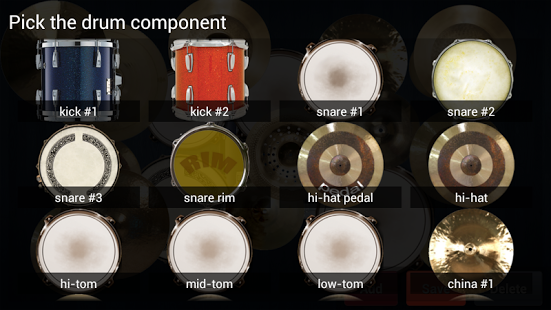 Pick the drum component
kick #1
kick #2
snare #1
snare #2
snare #3
RIM
snare rim
pedal
hi-hat pedal
hi-hat
hi-tom
mid-tom
low-tom
china #1